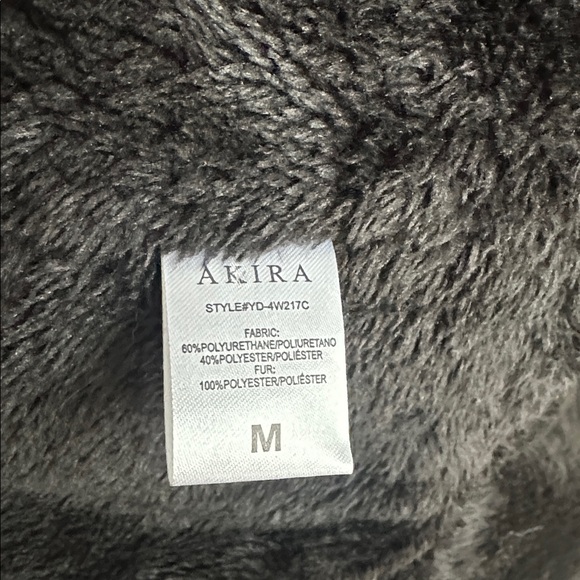 AKIRA
STYLE#YD-4W217C
FABRIC:
60%POLYURETHANE/POLIURETANO
40%POLYESTER/POLIÉSTER
FUR:
100%POLYESTER/POLIÉSTER
M